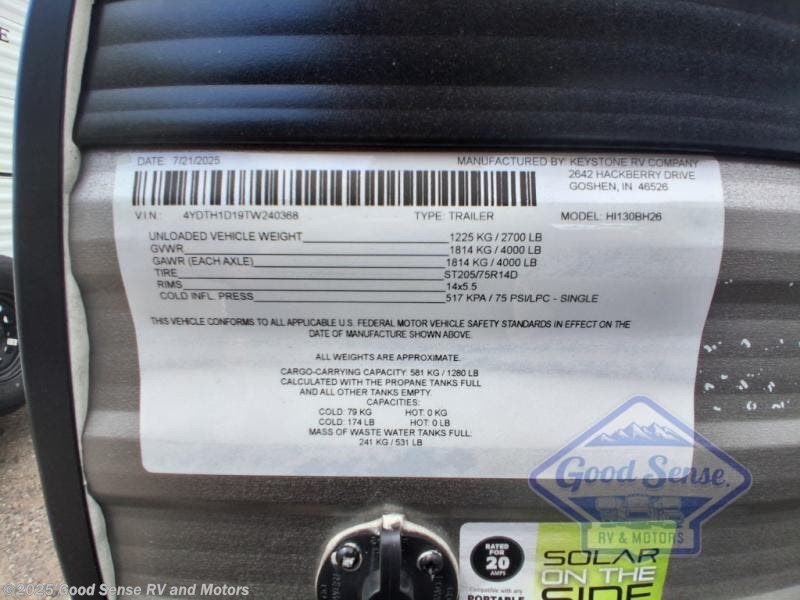 DATE: 7/21/2025 MANUFACTURED BY: KEYSTONE RV COMPANY
2642 HACKBERRY DRIVE
GOSHEN, IN 46526
VIN: 4YDTH1D19TW240368 TYPE: TRAILER MODEL: HI130BH26
UNLOADED VEHICLE WEIGHT 1225 KG / 2700 LB
GVWR 1814 KG / 4000 LB
GAWR (EACH AXLE) 1814 KG / 4000 LB
TIRE ST205/75R14D
RIMS 14x5.5
COLD INFL. PRESS 517 KPA / 75 PSI/LPC - SINGLE
THIS VEHICLE CONFORMS TO ALL APPLICABLE U.S. FEDERAL MOTOR VEHICLE SAFETY STANDARDS IN EFFECT ON THE
DATE OF MANUFACTURE SHOWN ABOVE.
ALL WEIGHTS ARE APPROXIMATE.
CARGO-CARRYING CAPACITY: 581 KG / 1280 LB
CALCULATED WITH THE PROPANE TANKS FULL
AND ALL OTHER TANKS EMPTY.
CAPACITIES:
COLD: 79 KG HOT: 0 KG
COLD: 174 LB HOT: 0 LB
MASS OF WASTE WATER TANKS FULL:
241 KG / 531 LB
Good Sense.
RV & MOTORS
RATED FOR
20
AMPS
Compatible with any
PORTABLE
SOLAR
ON THE
SIDE
©2025 Good Sense RV and Motors